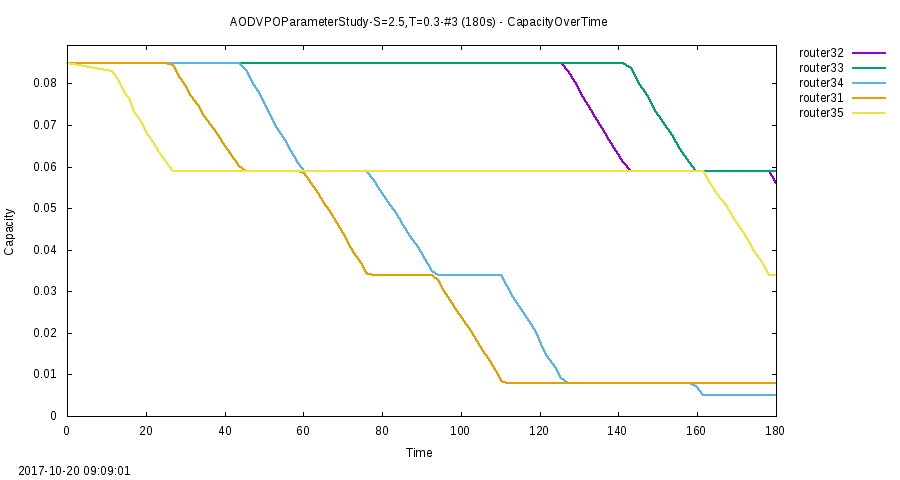 AODVPOParameterStudy-S=2.5,T=0.3-#3 (180s) - CapacityOverTime
router32
router33
router34
router31
router35
0.08
0.07
0.06
0.05
0.04
0.03
0.02
0.01
0
Capacity
0 20 40 60 80 100 120 140 160 180
Time
2017-10-20 09:09:01